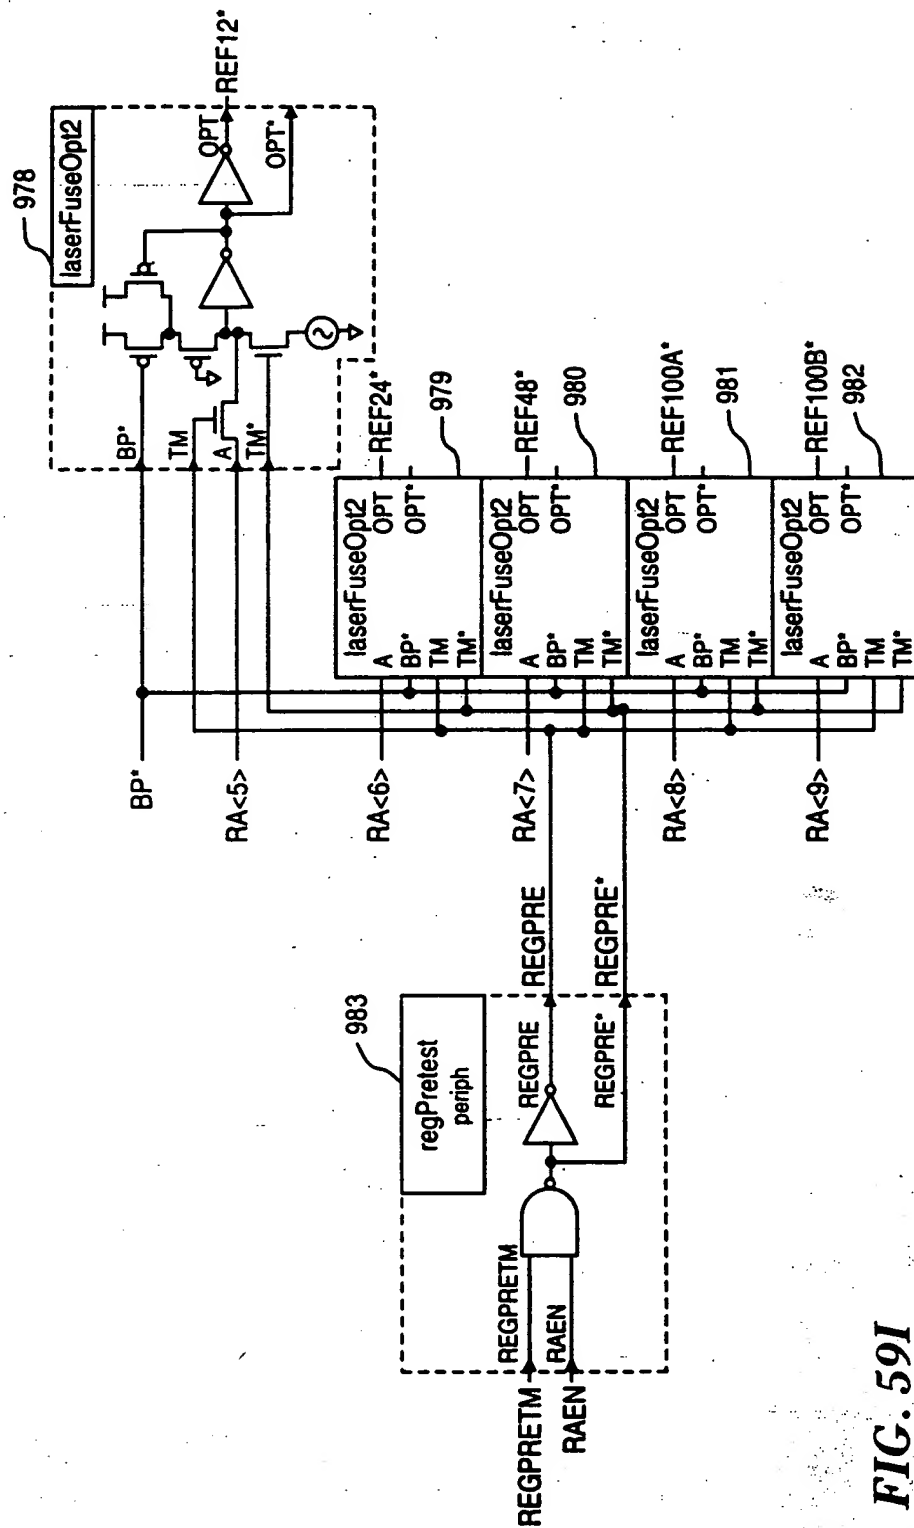 978
laserFuseOpt2
BP*
TM
A
TM*
OPT
OPT*
REF12*
BP*
RA<5>
RA<6>
RA<7>
RA<8>
RA<9>
laserFuseOpt2
A
BP*
TM
TM*
OPT
OPT*
REF24*
979
laserFuseOpt2
A
BP*
TM
TM*
OPT
OPT*
REF48*
980
laserFuseOpt2
A
BP*
TM
TM*
OPT
OPT*
REF100A*
981
laserFuseOpt2
A
BP*
TM
TM*
OPT
OPT*
REF100B*
982
983
regPretest
periph
REGPRETM
RAEN
REGPRETM
RAEN
REGPRE
REGPRE*
REGPRE
REGPRE*
FIG. 59I